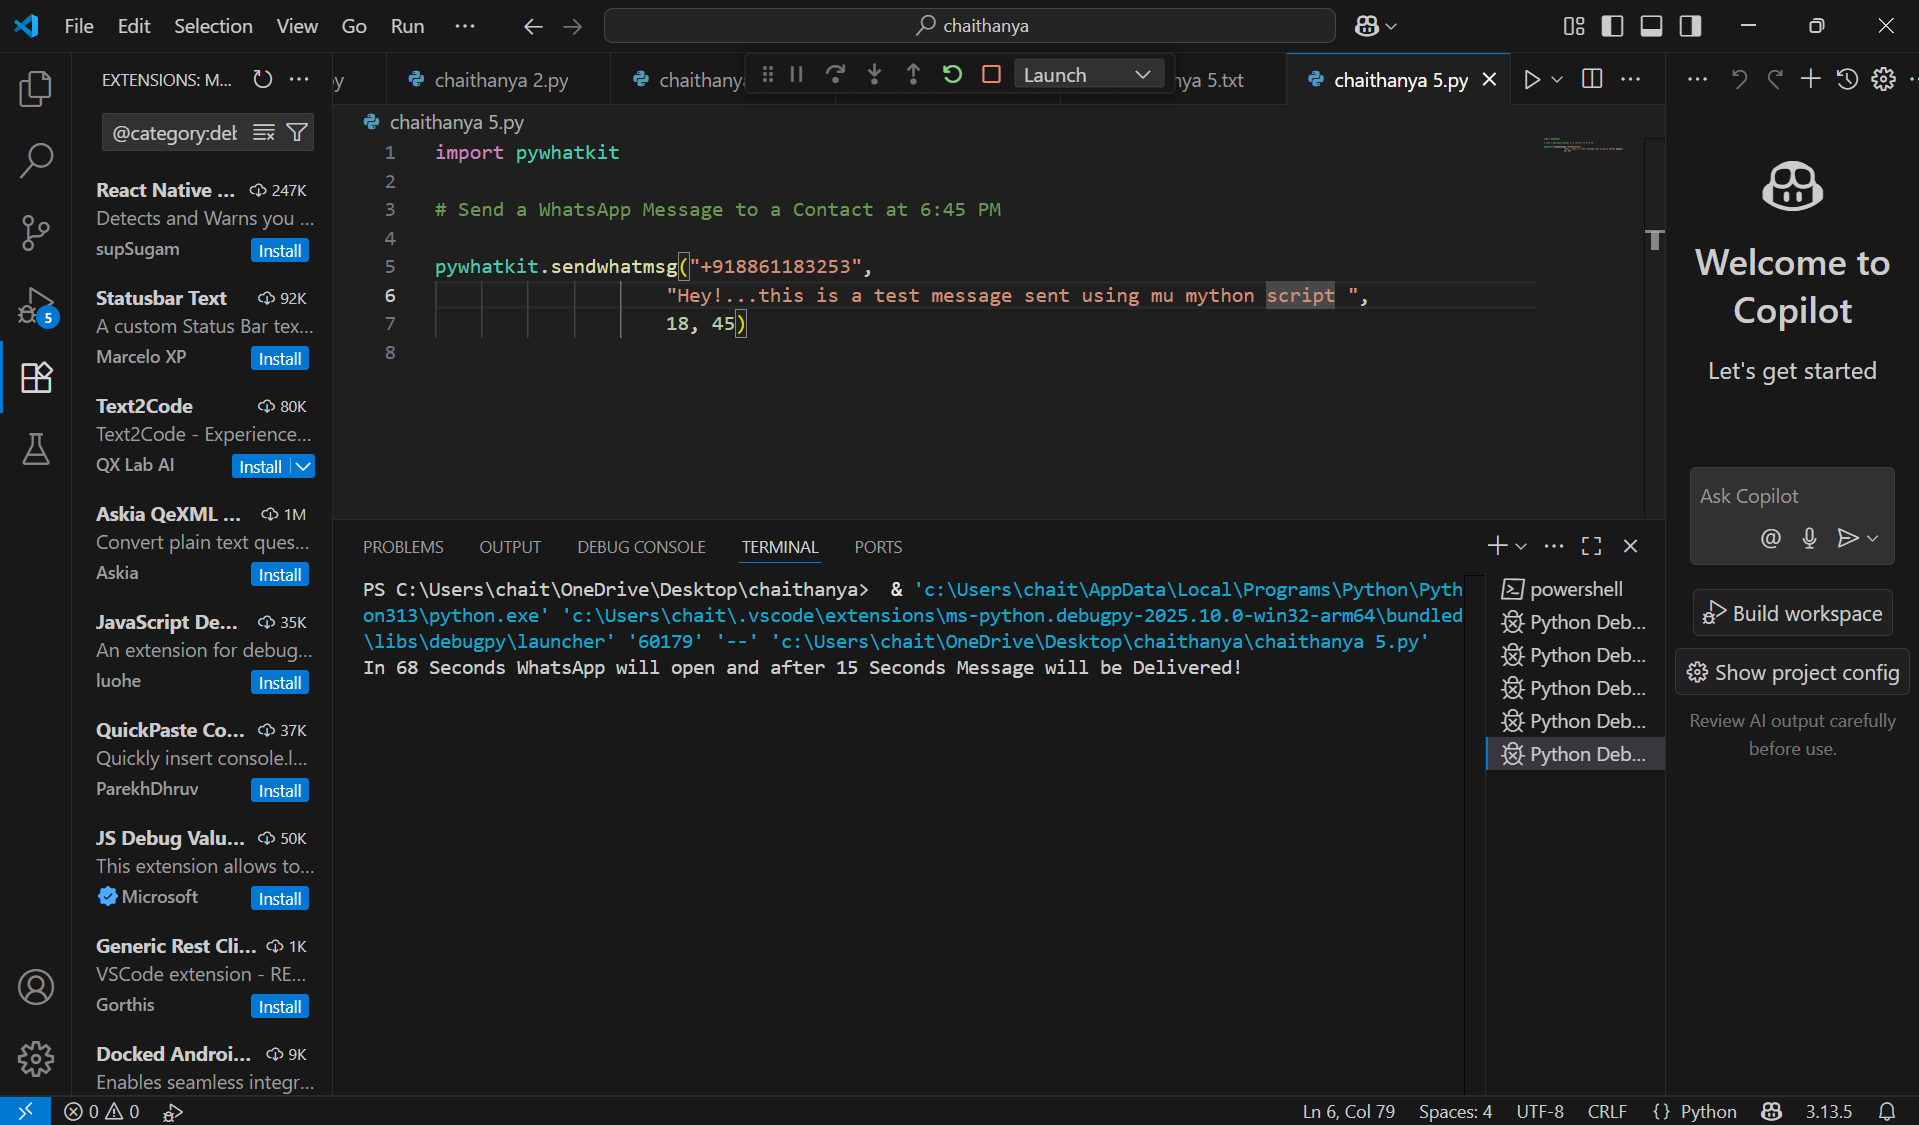 File Edit Selection View Go Run ···
chaithanya
EXTENSIONS: M...
@category:deb
React Native ... 247K
Detects and Warns you ...
supSugam Install
Statusbar Text 92K
A custom Status Bar tex...
Marcelo XP Install
Text2Code 80K
Text2Code - Experience...
QX Lab AI Install
Askia QeXML ... 1M
Convert plain text ques...
Askia Install
JavaScript De... 35K
An extension for debug...
luohe Install
QuickPaste Co... 37K
Quickly insert console.l...
ParekhDhruv Install
JS Debug Valu... 50K
This extension allows to...
Microsoft Install
Generic Rest Cli... 1K
VSCode extension - RE...
Gorthis Install
Docked Androi... 9K
Enables seamless integr...
5
py
chaithanya 2.py
chaithany
Launch
nya 5.txt
chaithanya 5.py
chaithanya 5.py
1 import pywhatkit
2
3 # Send a WhatsApp Message to a Contact at 6:45 PM
4
5 pywhatkit.sendwhatmsg("+918861183253",
6 "Hey!...this is a test message sent using mu mython script ",
7 18, 45)
8
PROBLEMS OUTPUT DEBUG CONSOLE TERMINAL PORTS
PS C:\Users\chait\OneDrive\Desktop\chaithanya> & 'c:\Users\chait\AppData\Local\Programs\Python\Pyth
on313\python.exe' 'c:\Users\chait\.vscode\extensions\ms-python.debugpy-2025.10.0-win32-arm64\bundled
\libs\debugpy\launcher' '60179' '--' 'c:\Users\chait\OneDrive\Desktop\chaithanya\chaithanya 5.py'
In 68 Seconds WhatsApp will open and after 15 Seconds Message will be Delivered!
powershell
Python Deb...
Python Deb...
Python Deb...
Python Deb...
Python Deb...
Welcome to
Copilot
Let's get started
Ask Copilot
@
Build workspace
Show project config
Review AI output carefully
before use.
0 0
Ln 6, Col 79 Spaces: 4 UTF-8 CRLF {} Python 3.13.5